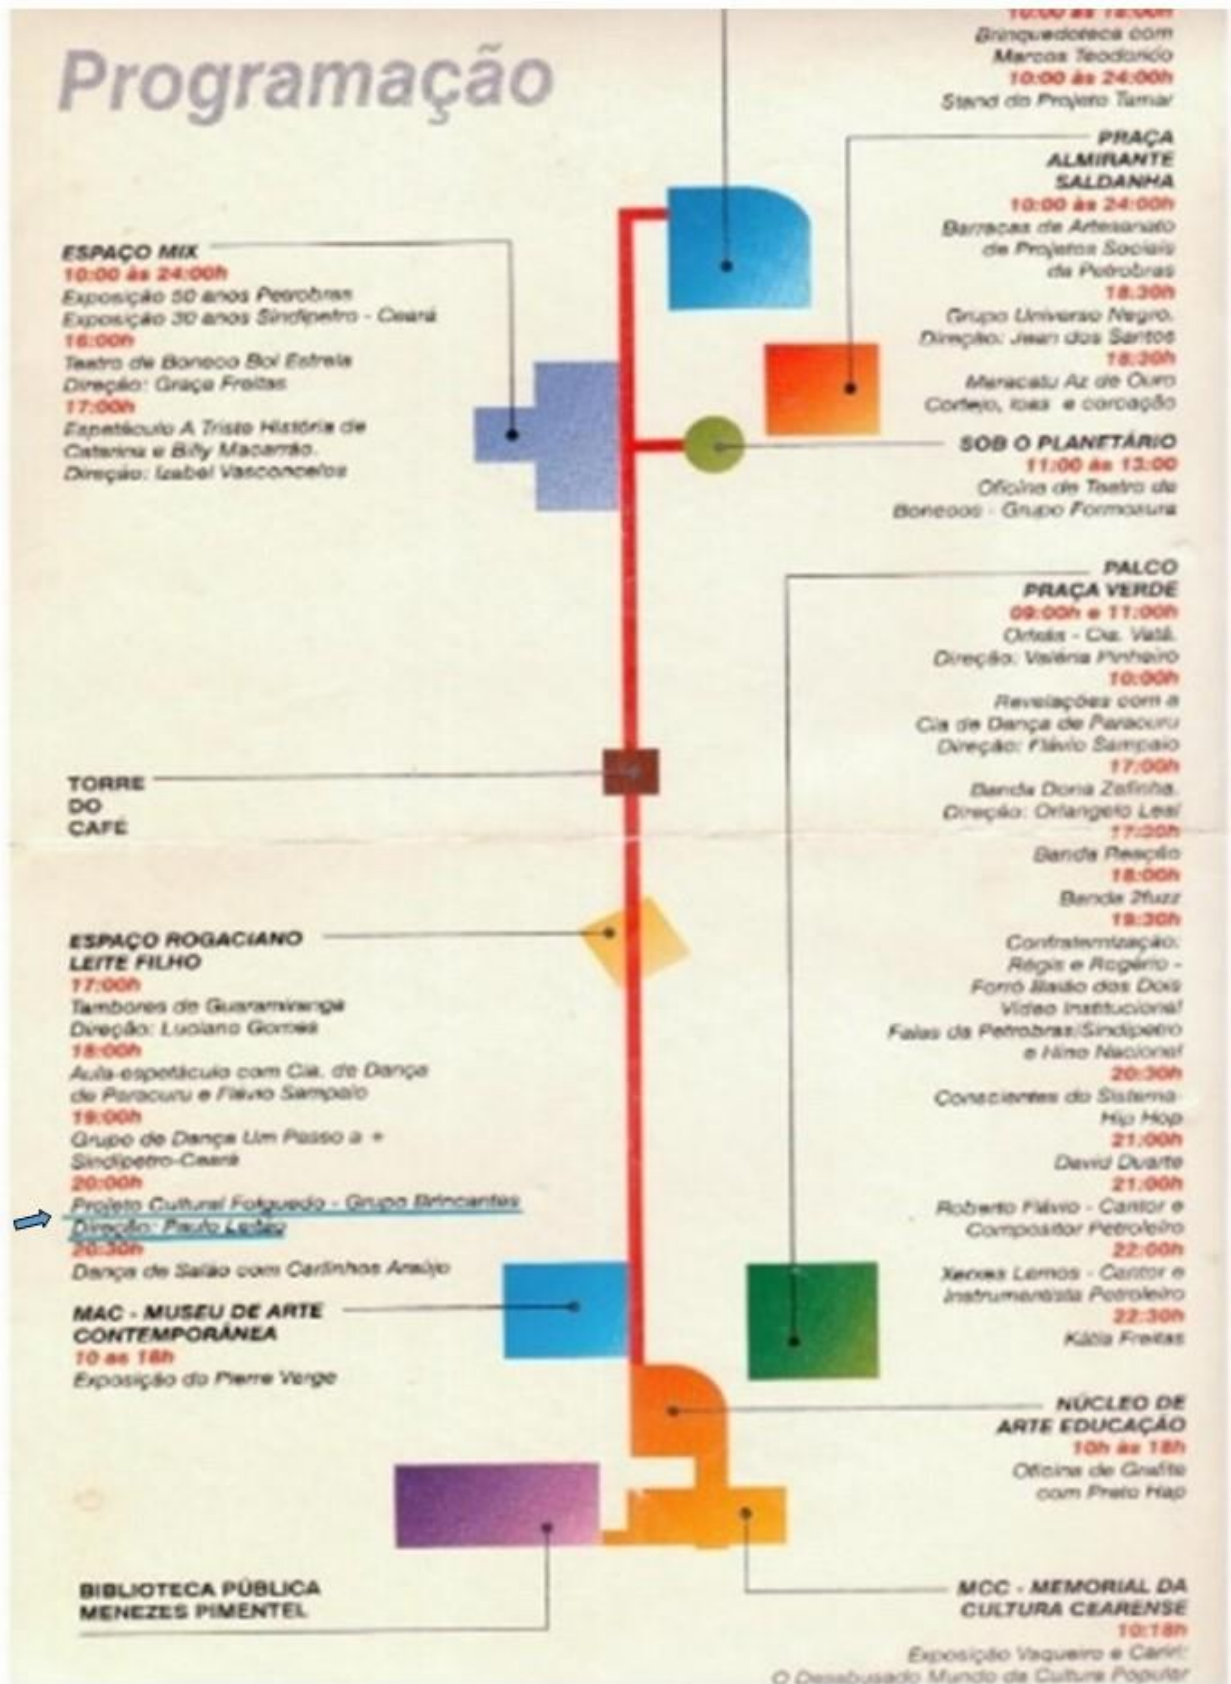 Programação
ESPAÇO MIX
10:00 às 24:00h
Exposição 50 anos Petrobras
Exposição 30 anos Sindipetro - Ceará
16:00h
Teatro de Boneco Boi Estrela
Direção: Graça Freitas
17:00h
Espetáculo A Triste História de
Catarina e Billy Macarrão.
Direção: Izabel Vasconcelos
TORRE
DO
CAFÉ
ESPAÇO ROGACIANO
LEITE FILHO
17:00h
Tambores de Guaramiranga
Direção: Luciano Gomes
18:00h
Aula-espetáculo com Cia. de Dança
de Paracuru e Flávio Sampaio
19:00h
Grupo de Dança Um Passo a +
Sindipetro-Ceará
20:00h
Projeto Cultural Folguedo - Grupo Brincantes
Direção: Paulo Leitão
20:30h
Dança de Salão com Carlinhos Araújo
MAC - MUSEU DE ARTE
CONTEMPORÂNEA
10 as 18h
Exposição do Pierre Verge
BIBLIOTECA PÚBLICA
MENEZES PIMENTEL
10:00 às 18:00h
Brinquedoteca com
Marcos Teodorico
10:00 às 24:00h
Stand do Projeto Tamar
PRAÇA
ALMIRANTE
SALDANHA
10:00 às 24:00h
Barracas de Artesanato
de Projetos Sociais
da Petrobras
18:30h
Grupo Universo Negro.
Direção: Jean dos Santos
18:30h
Maracatu Az de Ouro
Cortejo, loas e coroação
SOB O PLANETÁRIO
11:00 às 13:00
Oficina de Teatro de
Bonecos - Grupo Formosura
PALCO
PRAÇA VERDE
09:00h e 11:00h
Orixás - Cia. Vatá.
Direção: Valéria Pinheiro
10:00h
Revelações com a
Cia de Dança de Paracuru
Direção: Flávio Sampaio
17:00h
Banda Dona Zefinha.
Direção: Orlangelo Leal
17:30h
Banda Reação
18:00h
Banda 2fuzz
19:30h
Confraternização:
Régis e Rogério -
Forró Baião dos Dois
Vídeo Institucional
Falas da Petrobras/Sindipetro
e Hino Nacional
20:30h
Conscientes do Sistema-
Hip Hop
21:00h
David Duarte
21:00h
Roberto Flávio - Cantor e
Compositor Petroleiro
22:00h
Xerxes Lemos - Cantor e
Instrumentista Petroleiro
22:30h
Kátia Freitas
NÚCLEO DE
ARTE EDUCAÇÃO
10h às 18h
Oficina de Grafite
com Preto Hap
MCC - MEMORIAL DA
CULTURA CEARENSE
10:18h
Exposição Vaqueiro e Cariri:
O Desabusado Mundo da Cultura Popular